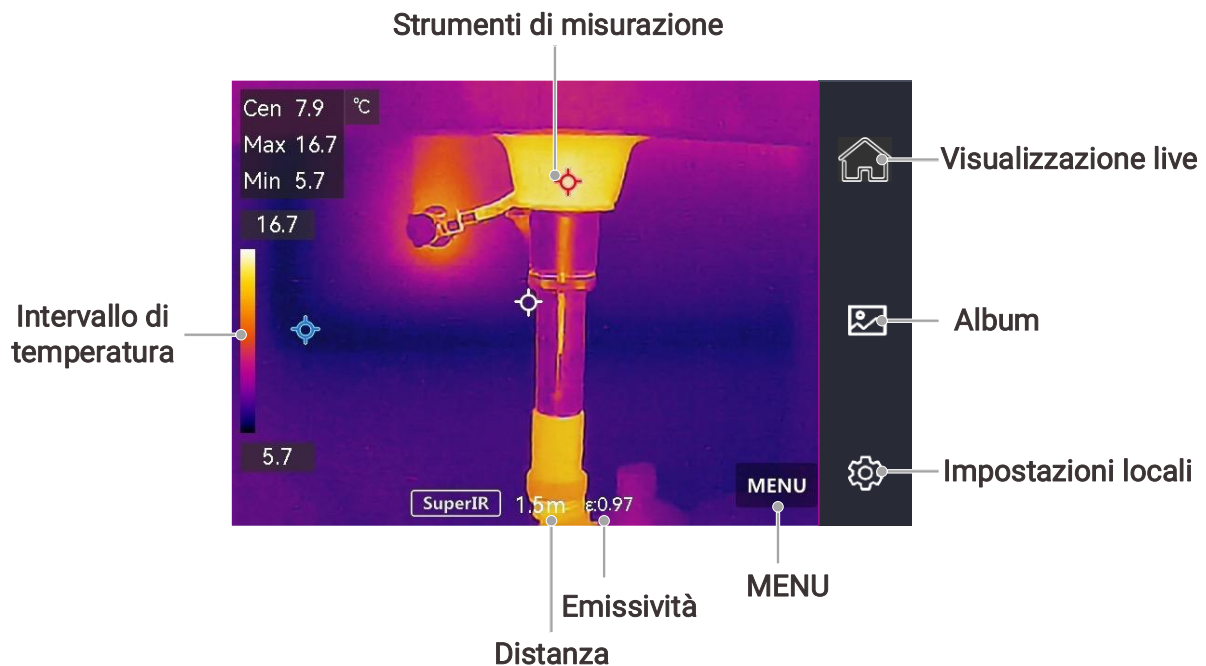 Strumenti di misurazione
Cen 7.9 °C
Max 16.7
Min 5.7
16.7
Visualizzazione live
Intervallo di
temperatura
Album
5.7
Impostazioni locali
MENU
SuperIR 1.5m ε:0.97
MENU
Emissività
Distanza